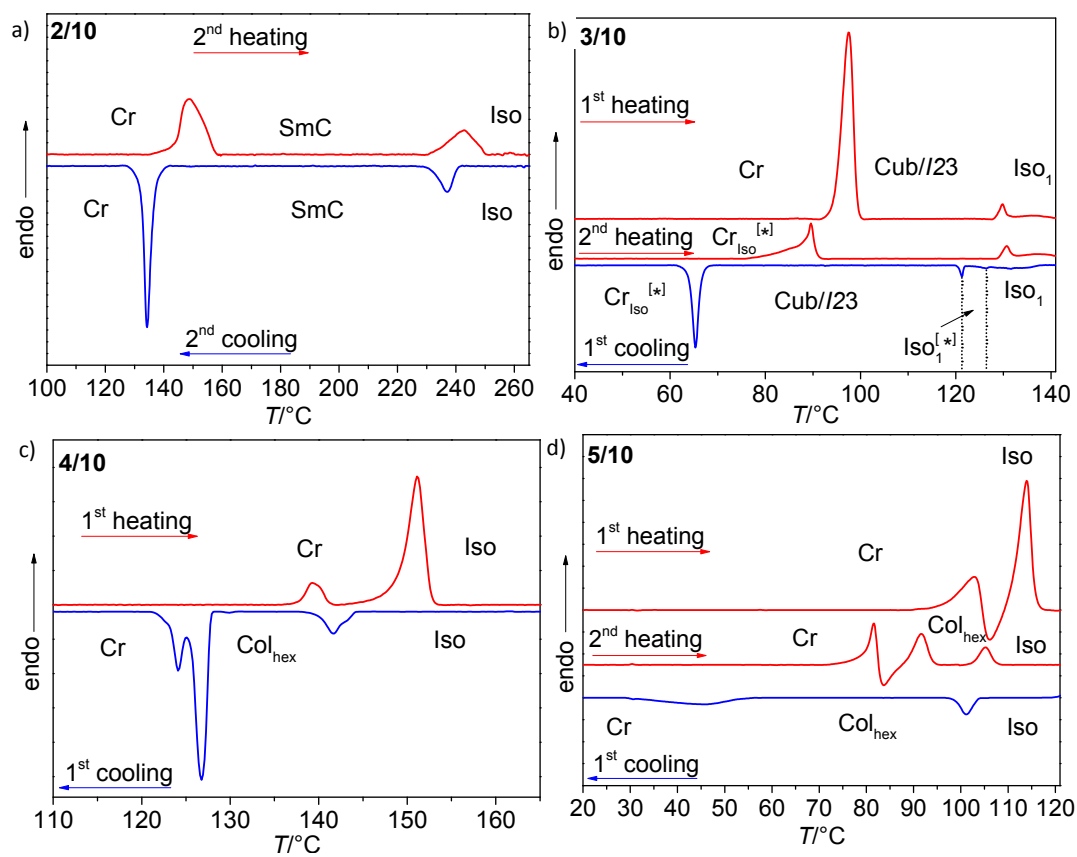 a)
2/10
2nd heating
Cr
SmC
Iso
Cr
SmC
Iso
2nd cooling
endo
100 120 140 160 180 200 220 240 260
T/°C
b)
3/10
1st heating
Cr
Cub/I23
Iso1
2nd heating
CrIso[*]
CrIso[*]
Cub/I23
Iso1
Iso1[*]
1st cooling
endo
40 60 80 100 120 140
T/°C
c)
4/10
1st heating
Cr
Iso
Cr
Colhex
Iso
1st cooling
endo
110 120 130 140 150 160
T/°C
d)
5/10
Iso
1st heating
Cr
Colhex
2nd heating
Cr
Iso
Cr
Colhex
Iso
1st cooling
endo
20 30 40 50 60 70 80 90 100 110 120
T/°C